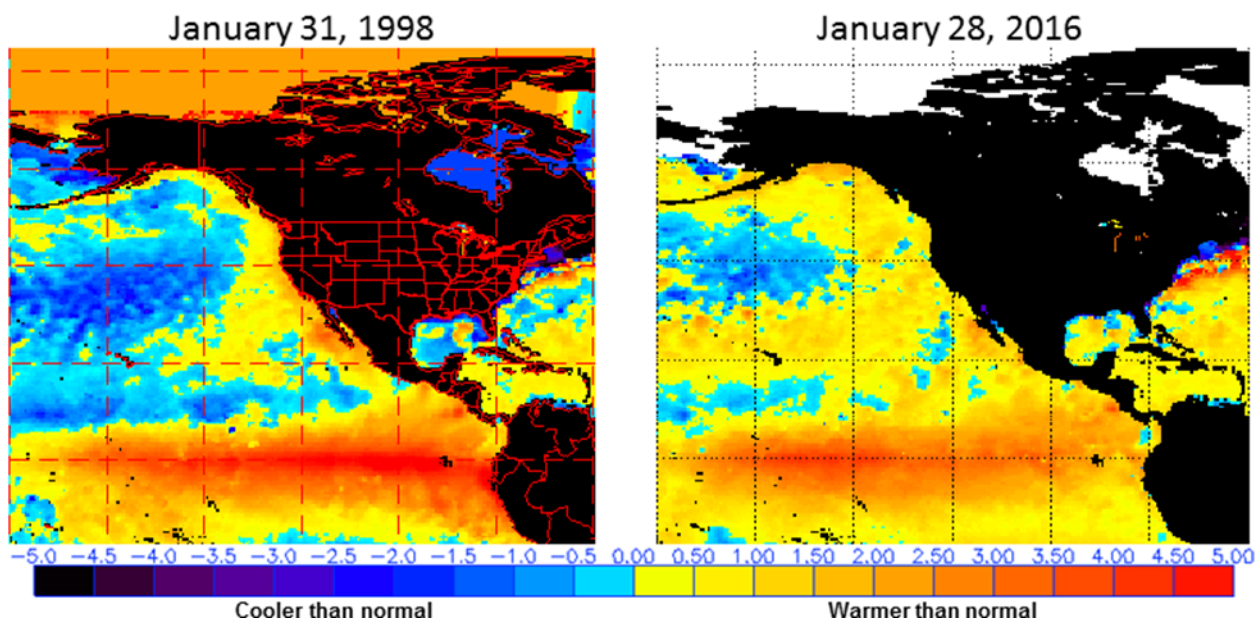 January 31, 1998
January 28, 2016
−5.0 −4.5 −4.0 −3.5 −3.0 −2.5 −2.0 −1.5 −1.0 −0.5 0.00 0.50 1.00 1.50 2.00 2.50 3.00 3.50 4.00 4.50 5.00
Cooler than normal
Warmer than normal